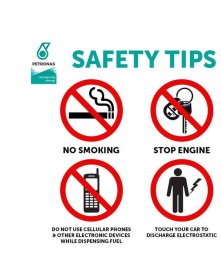 PETRONAS
SAFETY TIPS
NO SMOKING
STOP ENGINE
DO NOT USE CELLULAR PHONES
& OTHER ELECTRONIC DEVICES
WHILE DISPENSING FUEL
TOUCH YOUR CAR TO
DISCHARGE ELECTROSTATIC